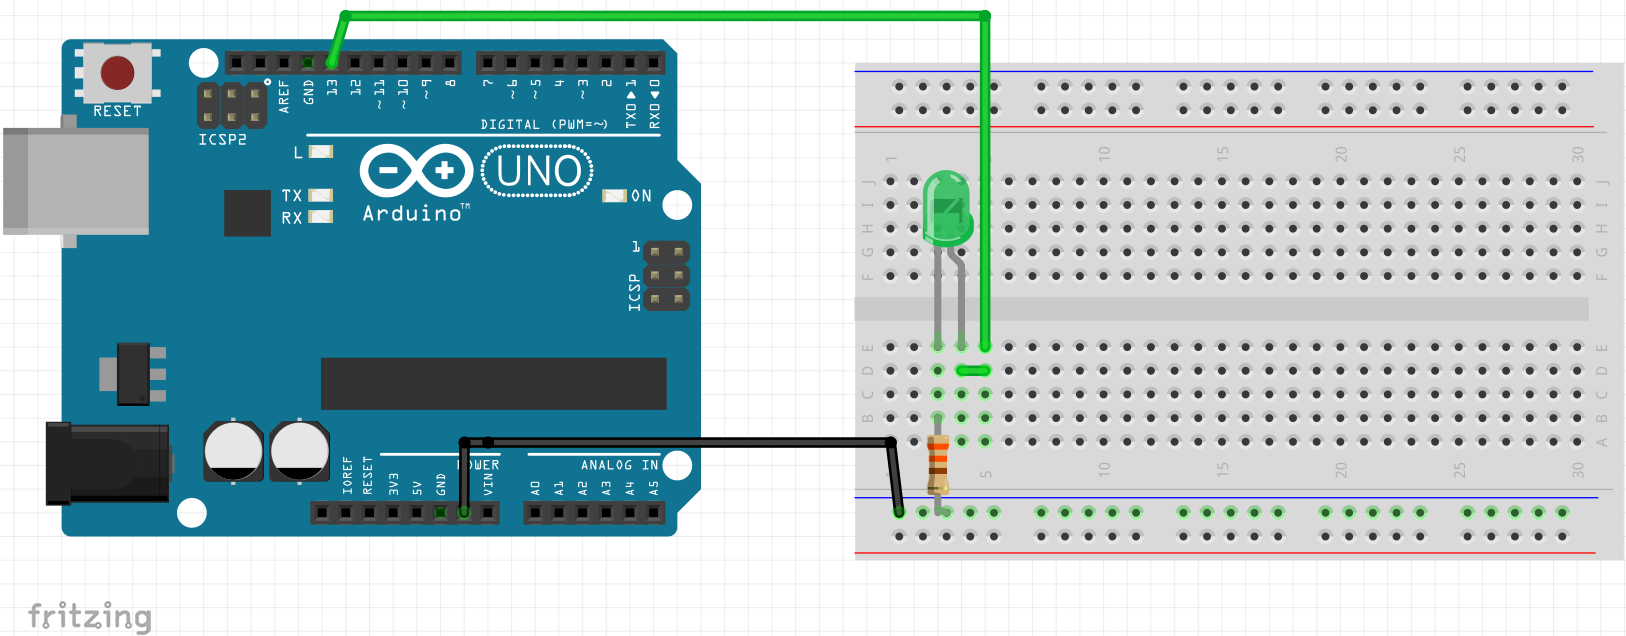 RESET
ICSP2
AREF
GND
13
12
~11
~10
~9
8
7
~6
~5
4
~3
2
TX0▶1
RX0◀0
DIGITAL (PWM=~)
L
TX
RX
UNO
ON
Arduino™
1
ICSP
IOREF
RESET
3V3
5V
GND
VIN
POWER
ANALOG IN
A0
A1
A2
A3
A4
A5
1
10
15
20
25
30
J
I
H
G
F
J
I
H
G
F
E
D
C
B
E
D
C
B
A
5
10
15
20
25
30
fritzing